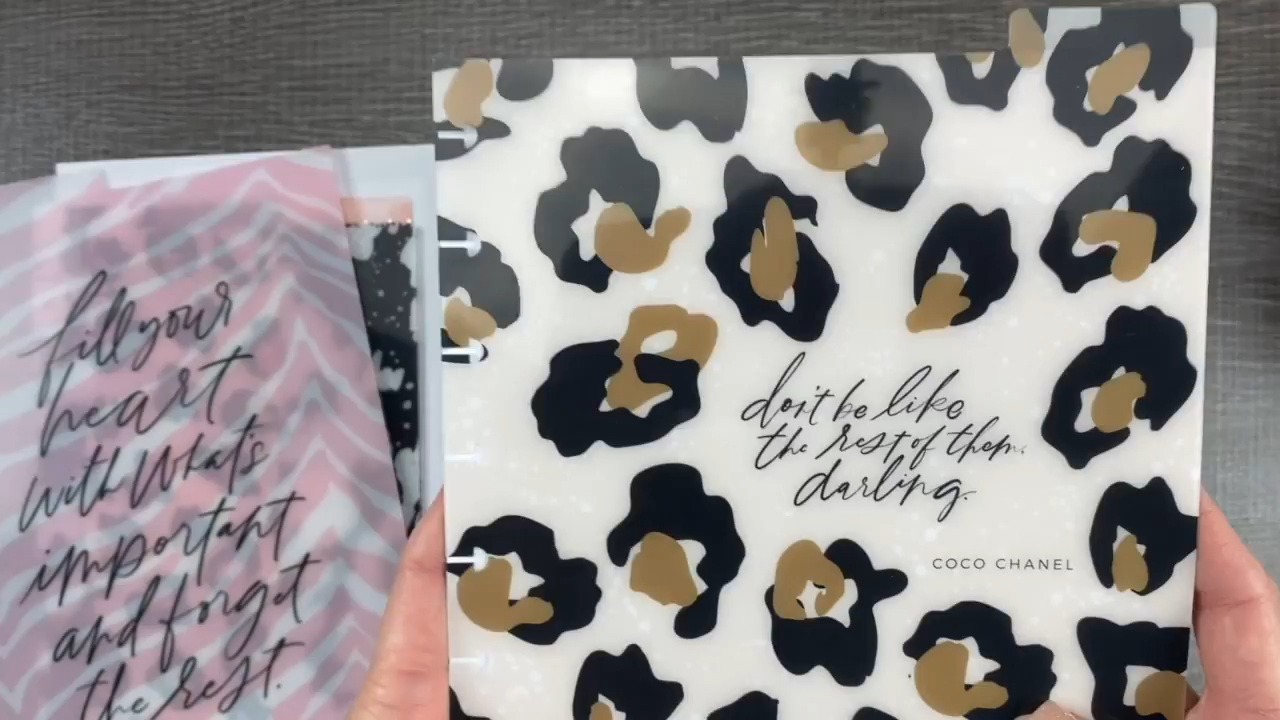 fill your
heart
with what's
important
and forget
the rest.
don't be like
the rest of them,
darling.
COCO CHANEL